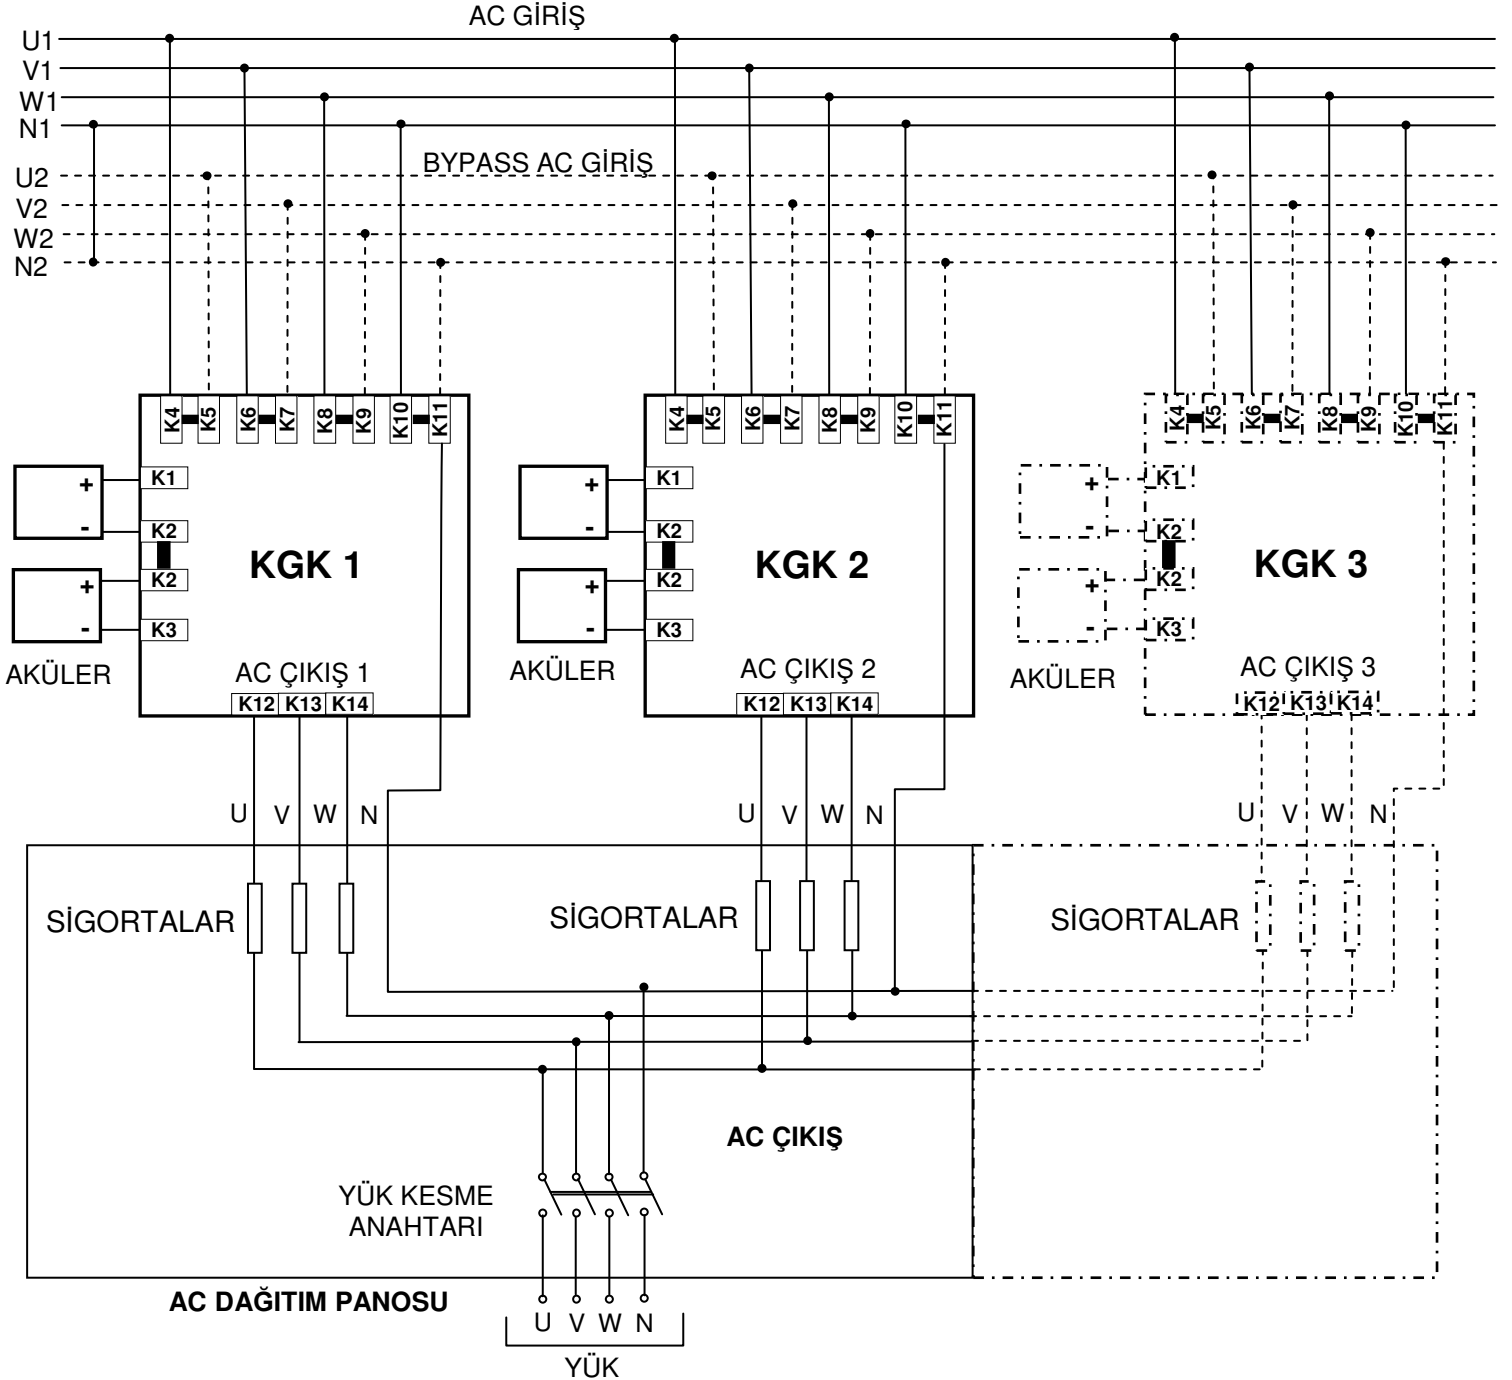 AC GİRİŞ
U1
V1
W1
N1
BYPASS AC GİRİŞ
U2
V2
W2
N2
K4 K5 K6 K7 K8 K9 K10 K11
K4 K5 K6 K7 K8 K9 K10 K11
K4 K5 K6 K7 K8 K9 K10 K11
+ K1
- K2
+ K2
- K3
KGK 1
AKÜLER
AC ÇIKIŞ 1
K12 K13 K14
+ K1
- K2
+ K2
- K3
KGK 2
AKÜLER
AC ÇIKIŞ 2
K12 K13 K14
+ K1
- K2
+ K2
- K3
KGK 3
AKÜLER
AC ÇIKIŞ 3
K12 K13 K14
U V W N
U V W N
U V W N
SİGORTALAR
SİGORTALAR
SİGORTALAR
AC ÇIKIŞ
YÜK KESME
ANAHTARI
AC DAĞITIM PANOSU
U V W N
YÜK